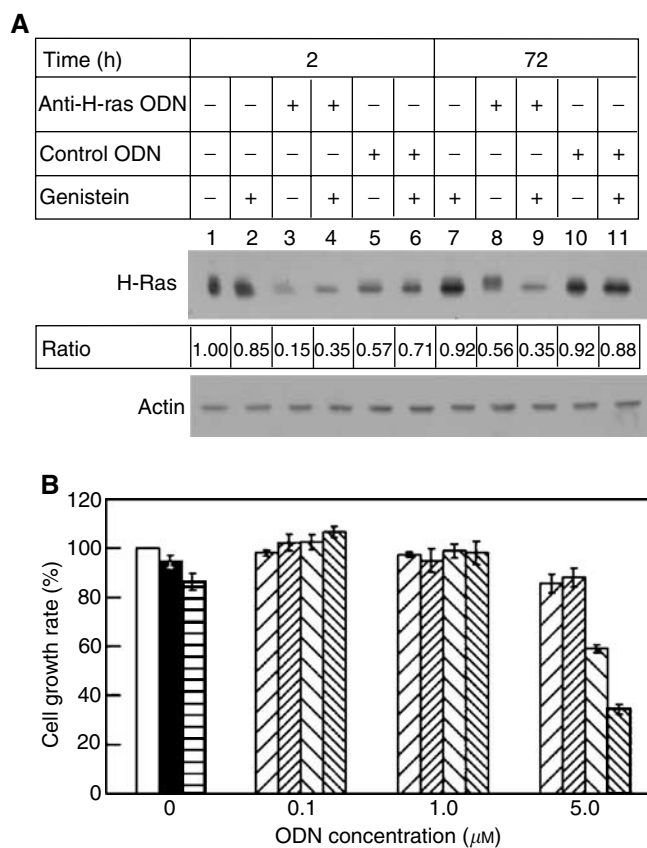 A
Time (h) 2 72
Anti-H-ras ODN – – + + – – – + + – –
Control ODN – – – – + + – – – + +
Genistein – + – + – + + – + – +
1 2 3 4 5 6 7 8 9 10 11
H-Ras
Ratio 1.00 0.85 0.15 0.35 0.57 0.71 0.92 0.56 0.35 0.92 0.88
Actin
B
120
100
80
60
40
20
0
Cell growth rate (%)
0 0.1 1.0 5.0
ODN concentration (μM)